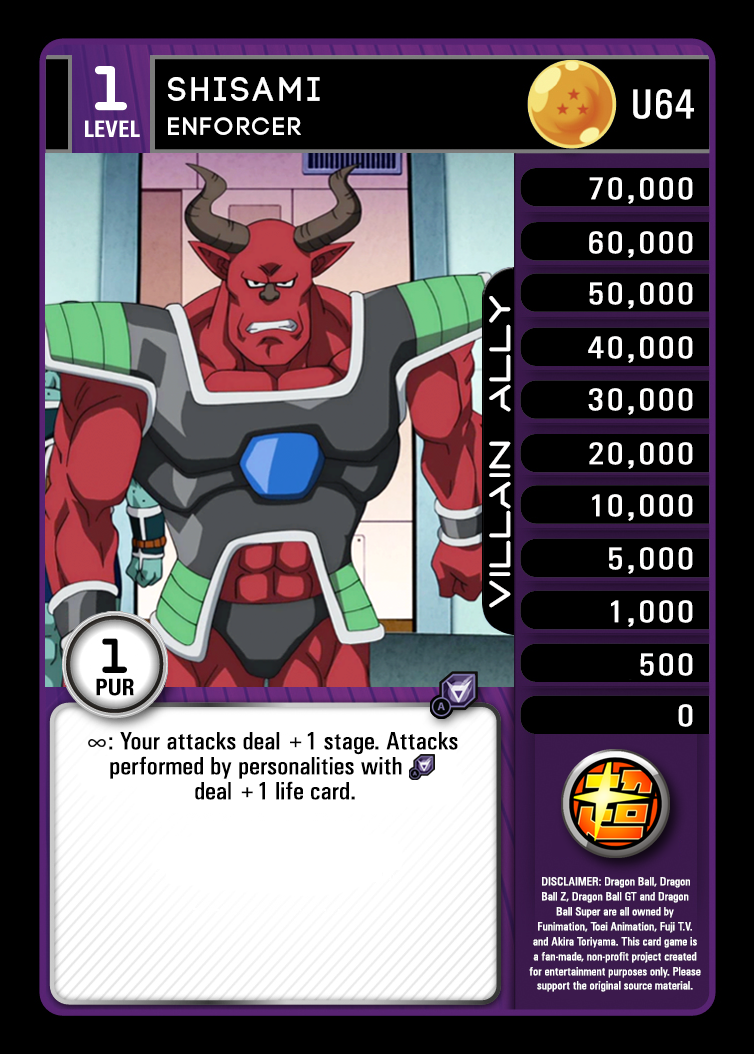 1
LEVEL
SHISAMI
ENFORCER
U64
70,000
60,000
50,000
40,000
30,000
20,000
10,000
5,000
1,000
500
0
VILLAIN ALLY
1
PUR
A
∞: Your attacks deal +1 stage. Attacks
performed by personalities with A
deal +1 life card.
超
DISCLAIMER: Dragon Ball, Dragon
Ball Z, Dragon Ball GT and Dragon
Ball Super are all owned by
Funimation, Toei Animation, Fuji T.V.
and Akira Toriyama. This card game is
a fan-made, non-profit project created
for entertainment purposes only. Please
support the original source material.